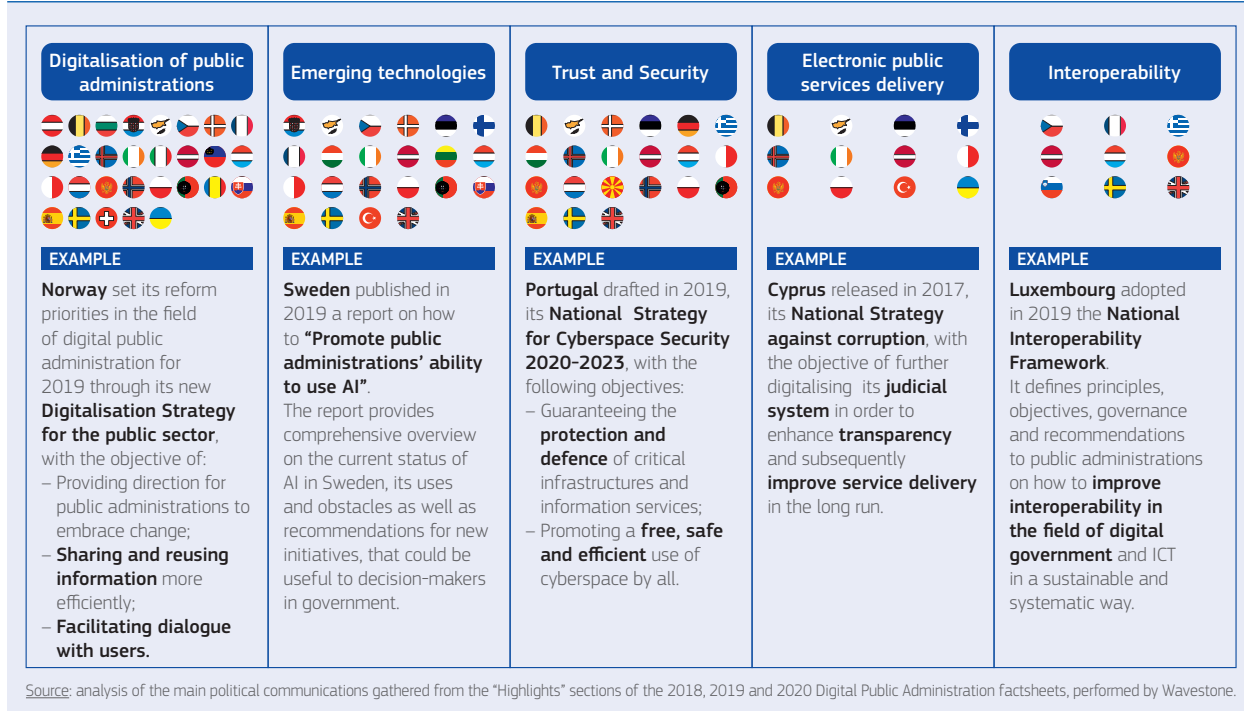 Digitalisation of public
administrations
EXAMPLE
Norway set its reform
priorities in the field
of digital public
administration for
2019 through its new
Digitalisation Strategy
for the public sector,
with the objective of:
– Providing direction for
public administrations to
embrace change;
– Sharing and reusing
information more
efficiently;
– Facilitating dialogue
with users.
Emerging technologies
EXAMPLE
Sweden published in
2019 a report on how
to “Promote public
administrations’ ability
to use AI”.
The report provides
comprehensive overview
on the current status of
AI in Sweden, its uses
and obstacles as well as
recommendations for new
initiatives, that could be
useful to decision-makers
in government.
Trust and Security
EXAMPLE
Portugal drafted in 2019,
its National Strategy
for Cyberspace Security
2020-2023, with the
following objectives:
– Guaranteeing the
protection and
defence of critical
infrastructures and
information services;
– Promoting a free, safe
and efficient use of
cyberspace by all.
Electronic public
services delivery
EXAMPLE
Cyprus released in 2017,
its National Strategy
against corruption, with
the objective of further
digitalising its judicial
system in order to
enhance transparency
and subsequently
improve service delivery
in the long run.
Interoperability
EXAMPLE
Luxembourg adopted
in 2019 the National
Interoperability
Framework.
It defines principles,
objectives, governance
and recommendations
to public administrations
on how to improve
interoperability in
the field of digital
government and ICT
in a sustainable and
systematic way.
Source: analysis of the main political communications gathered from the “Highlights” sections of the 2018, 2019 and 2020 Digital Public Administration factsheets, performed by Wavestone.